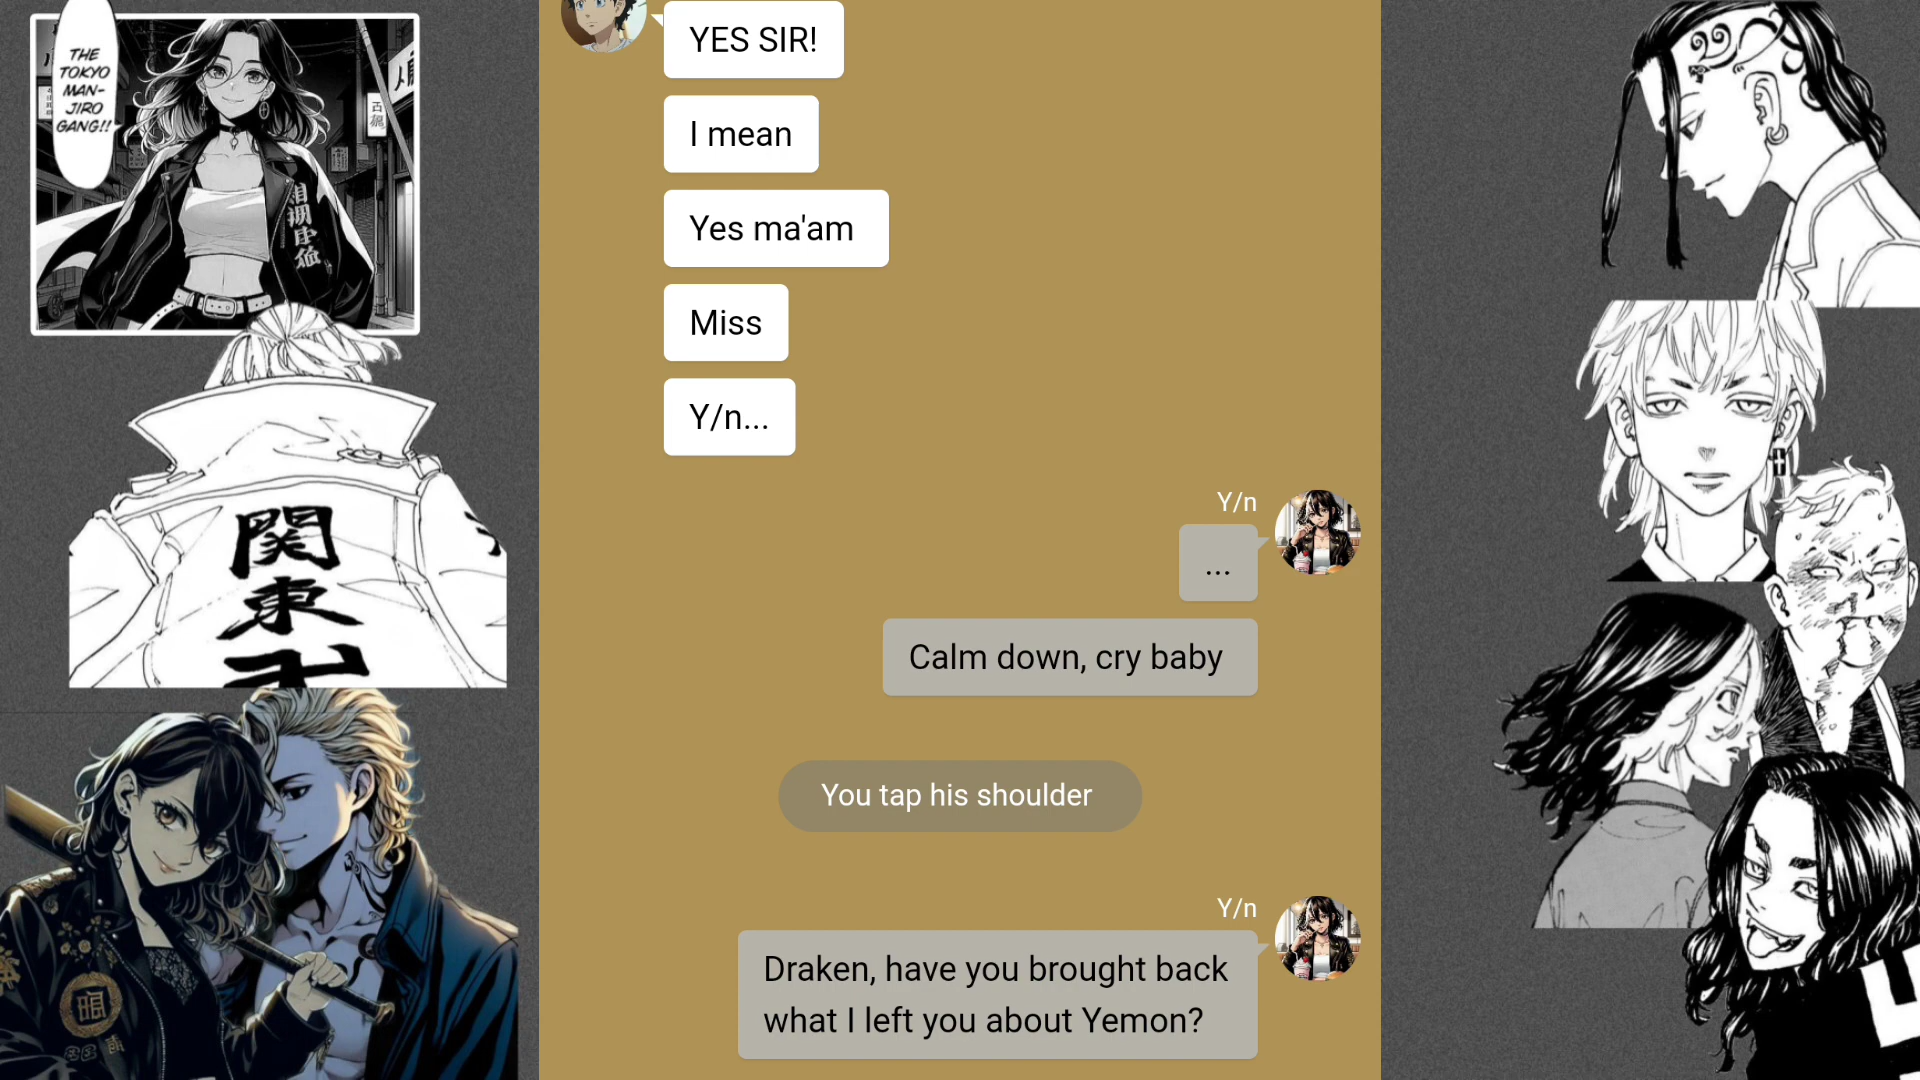 THE
TOKYO
MAN-
JIRO
GANG!!
YES SIR!
I mean
Yes ma'am
Miss
Y/n...
Y/n
...
Calm down, cry baby
You tap his shoulder
Y/n
Draken, have you brought back
what I left you about Yemon?
関
東
卍